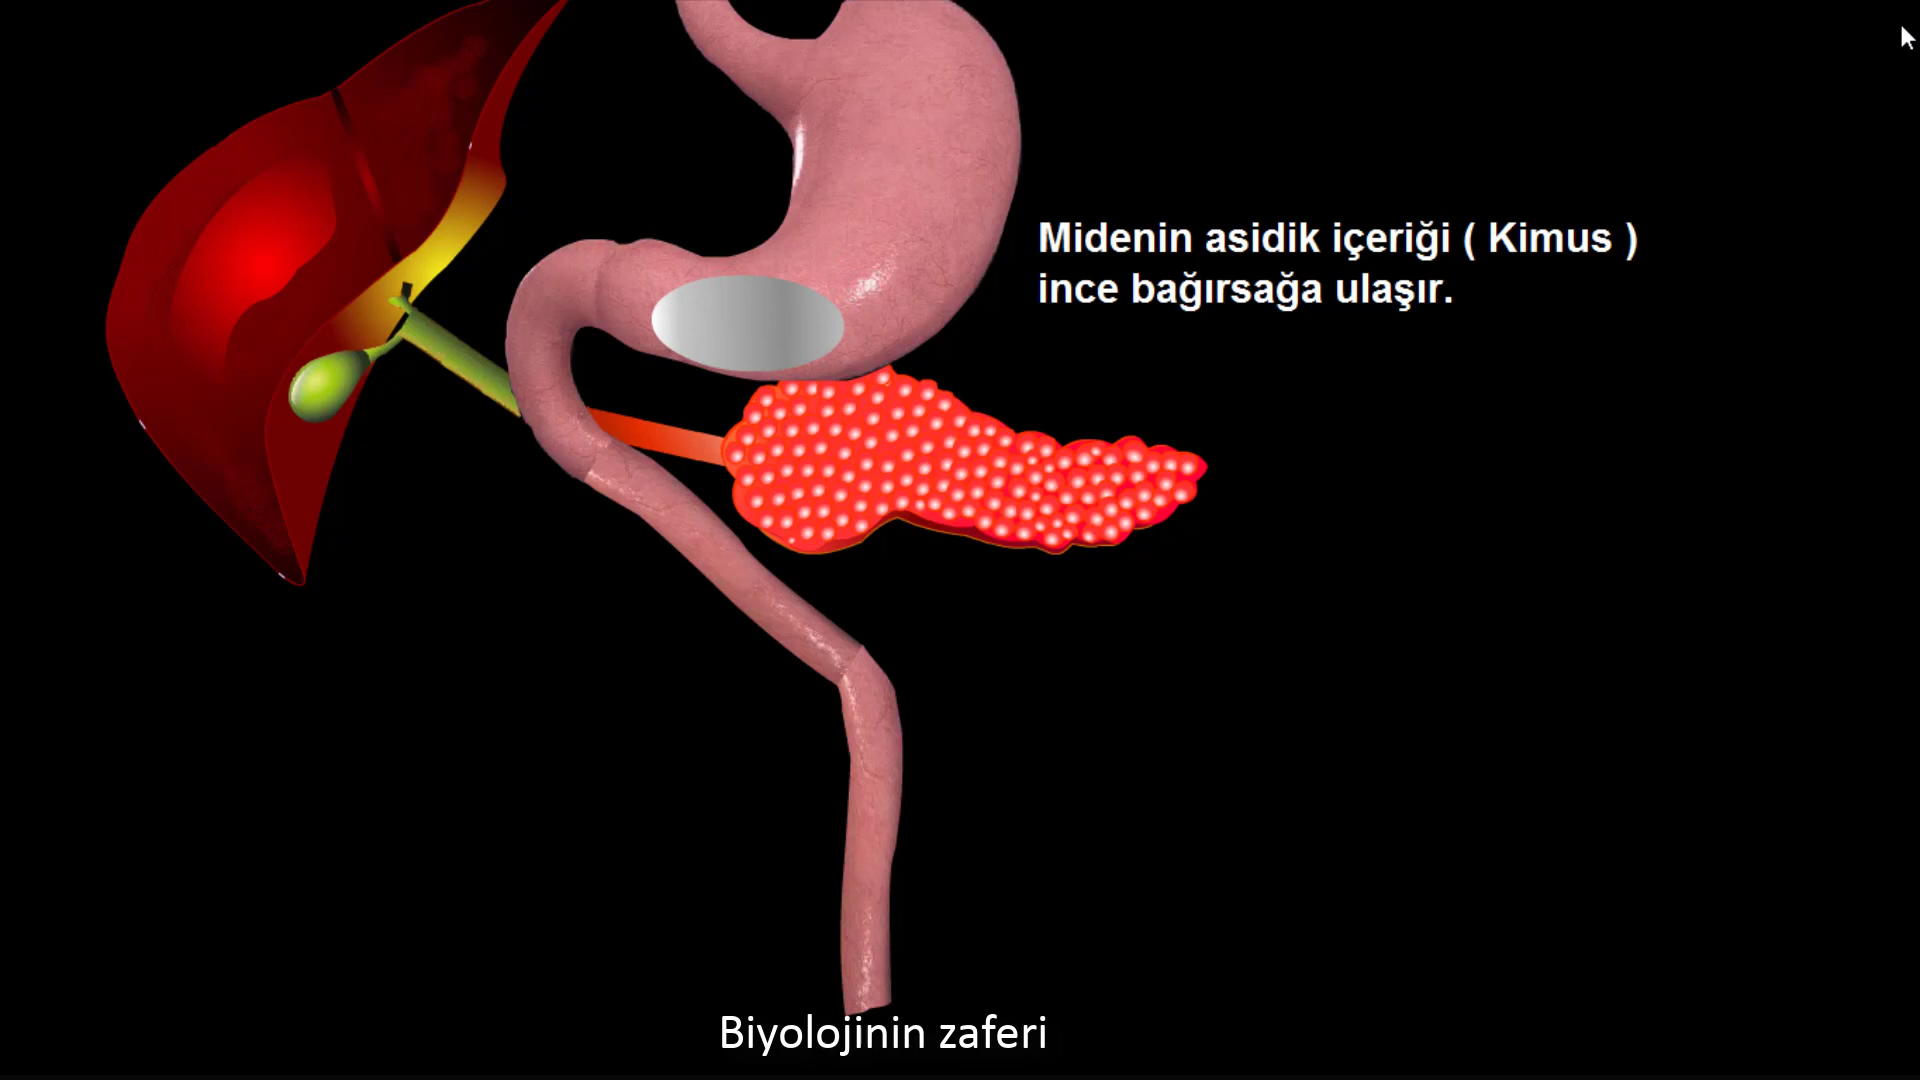 Midenin asidik içeriği ( Kimus )
ince bağırsağa ulaşır.
Biyolojinin zaferi